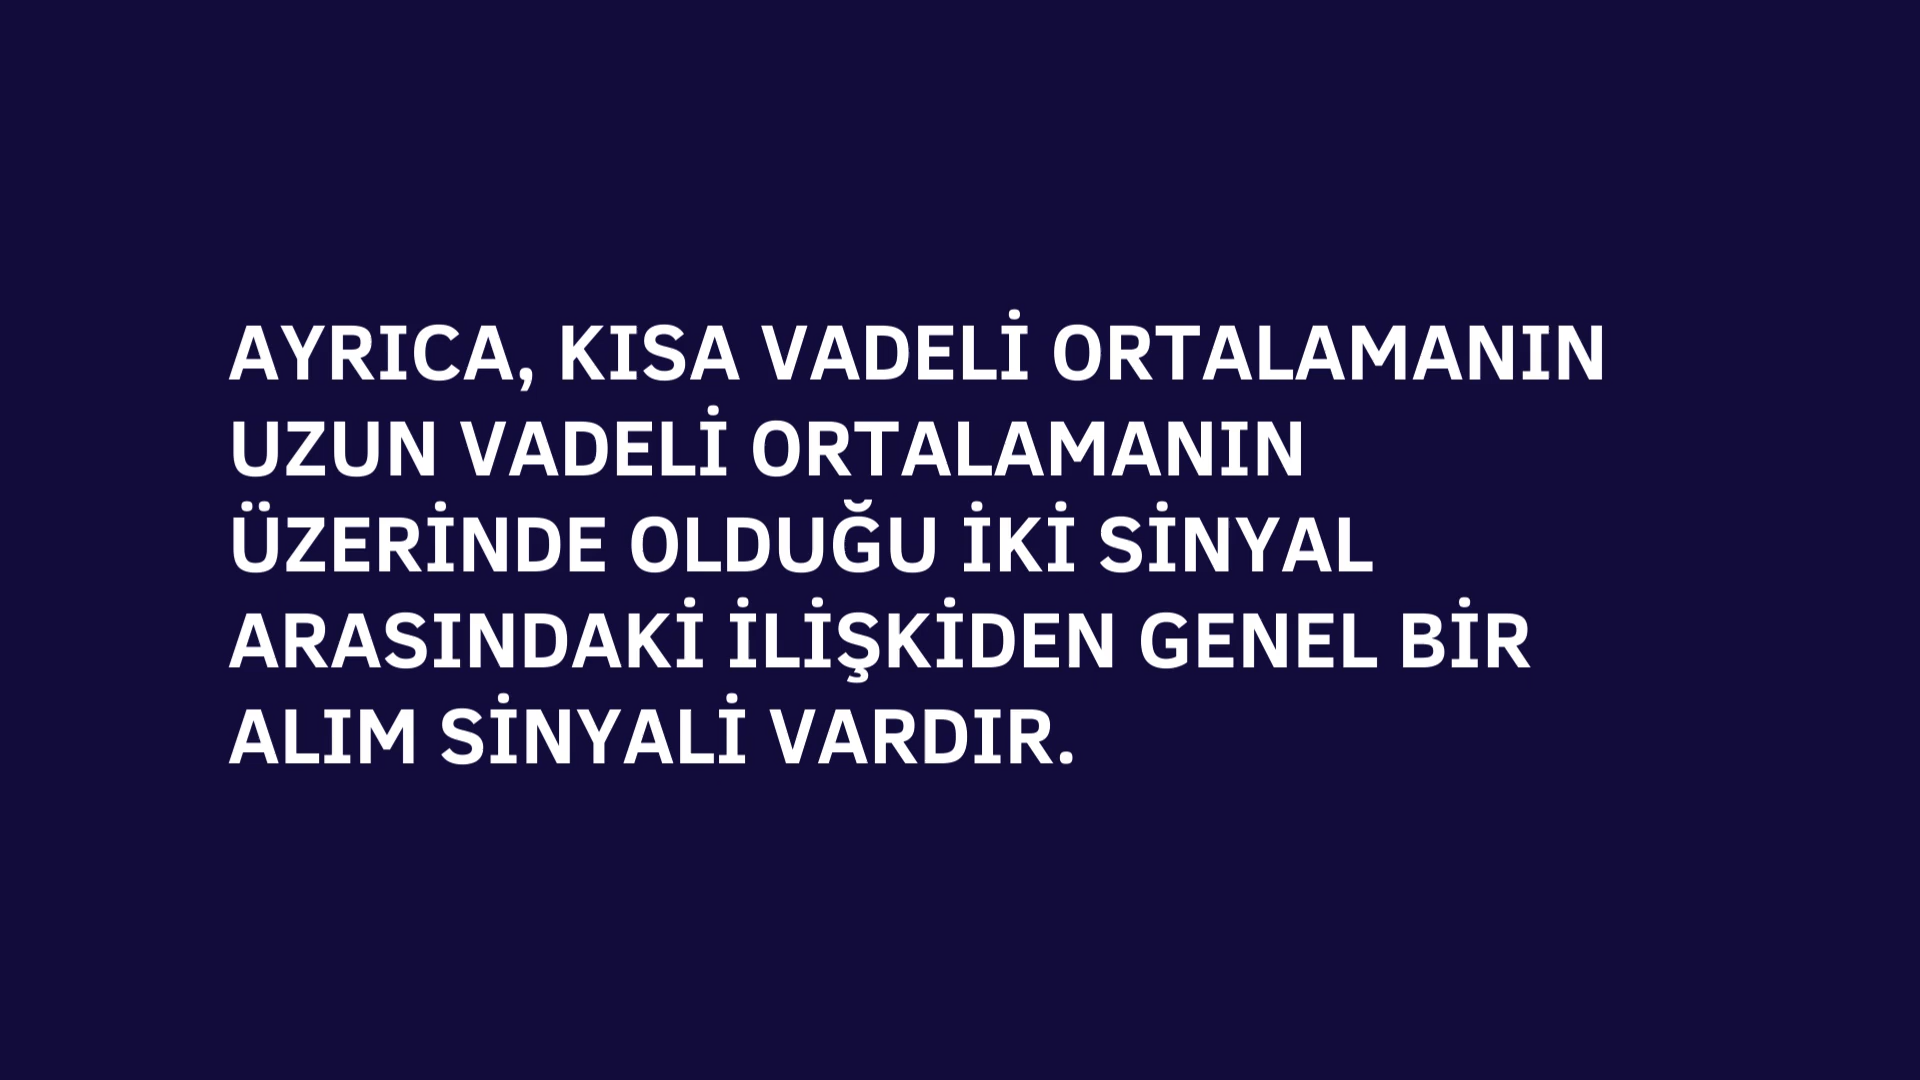 AYRICA, KISA VADELİ ORTALAMANIN
UZUN VADELİ ORTALAMANIN
ÜZERİNDE OLDUĞU İKİ SİNYAL
ARASINDAKİ İLİŞKİDEN GENEL BİR
ALIM SİNYALİ VARDIR.